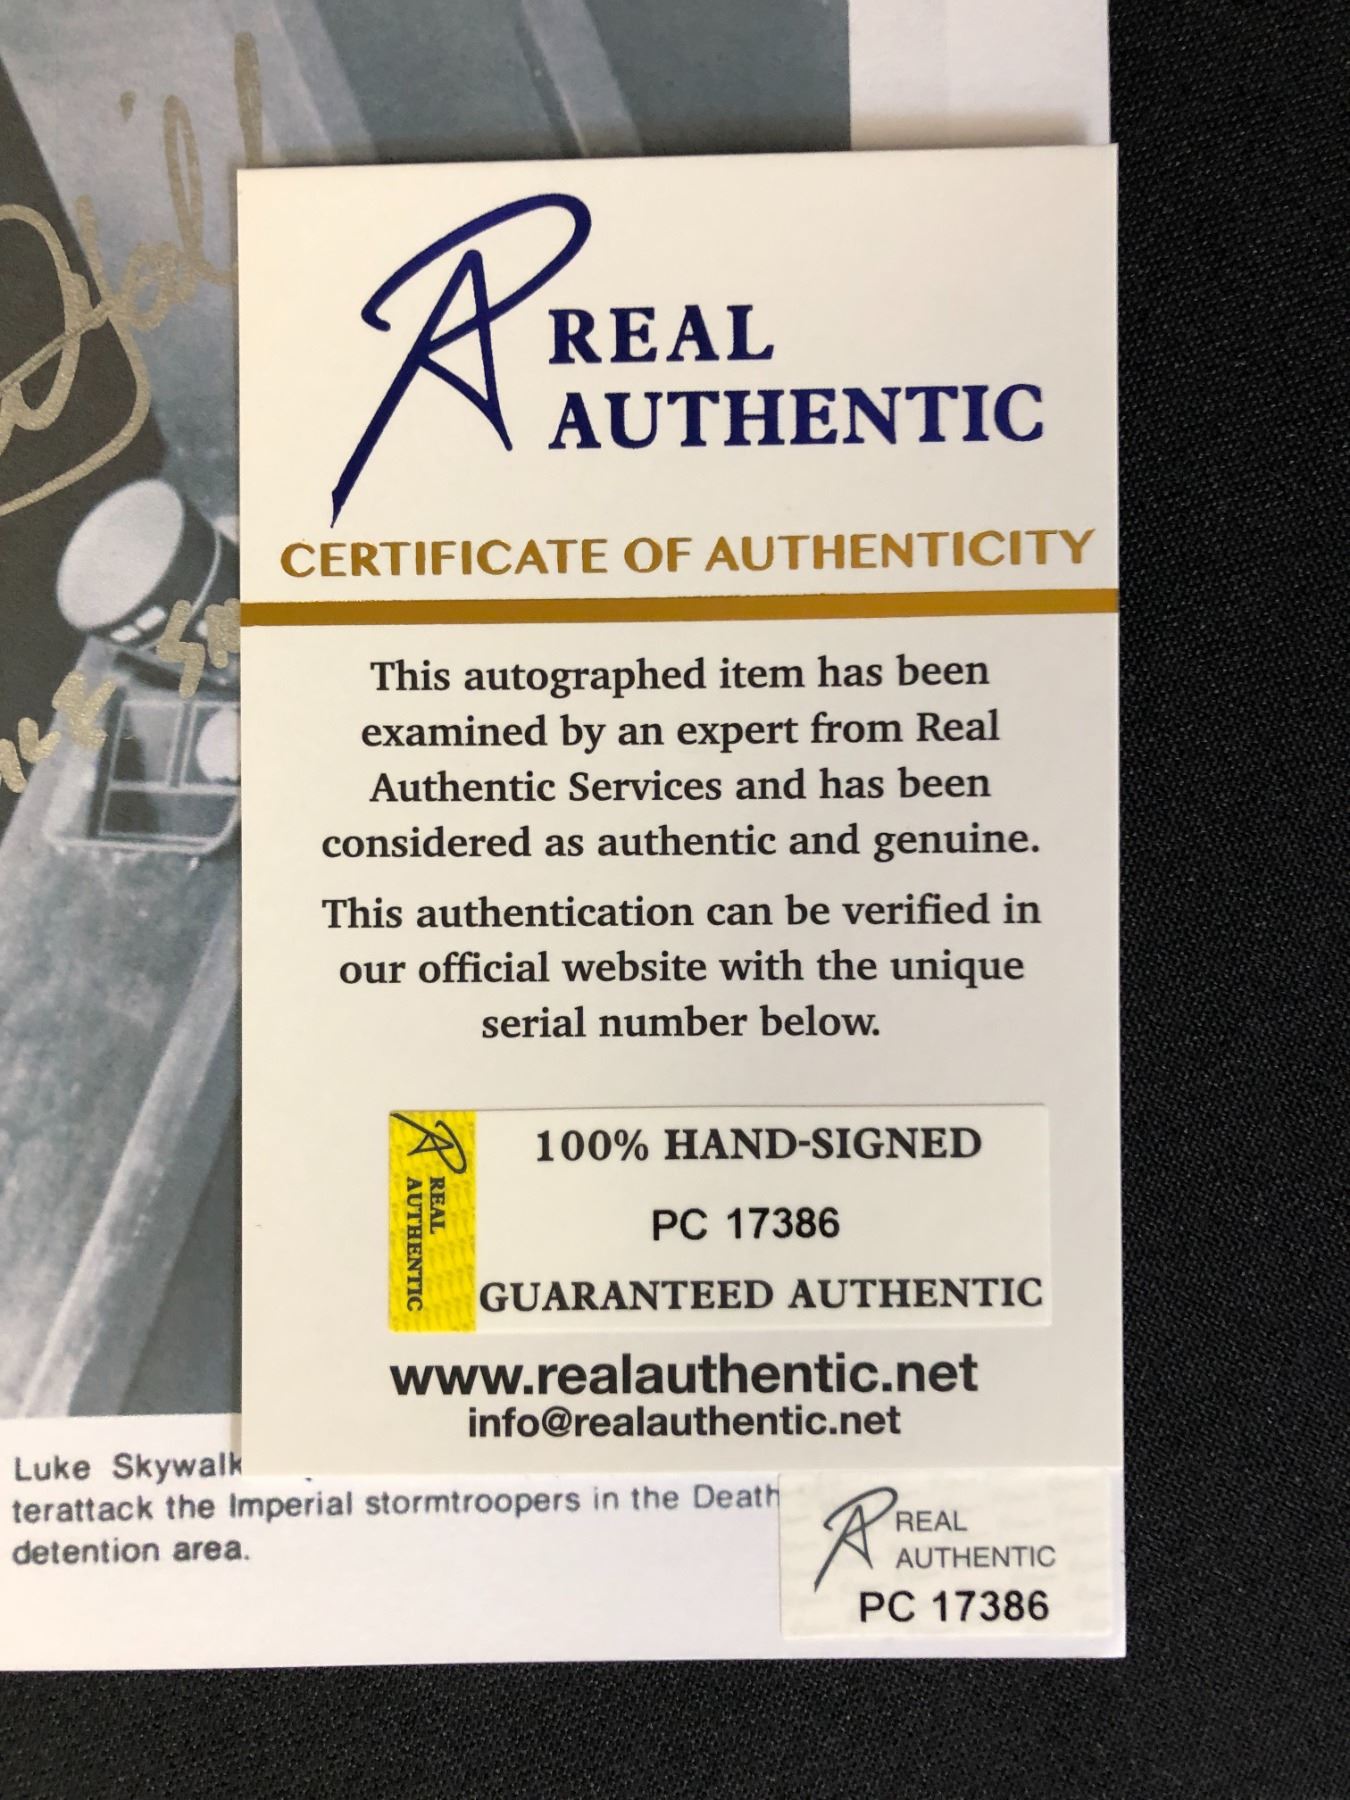 REAL
AUTHENTIC
CERTIFICATE OF AUTHENTICITY
This autographed item has been
examined by an expert from Real
Authentic Services and has been
considered as authentic and genuine.
This authentication can be verified in
our official website with the unique
serial number below.
REAL
AUTHENTIC
100% HAND-SIGNED
PC 17386
GUARANTEED AUTHENTIC
www.realauthentic.net
info@realauthentic.net
Luke Skywalk
terattack the Imperial stormtroopers in the Death
detention area.
REAL
AUTHENTIC
PC 17386